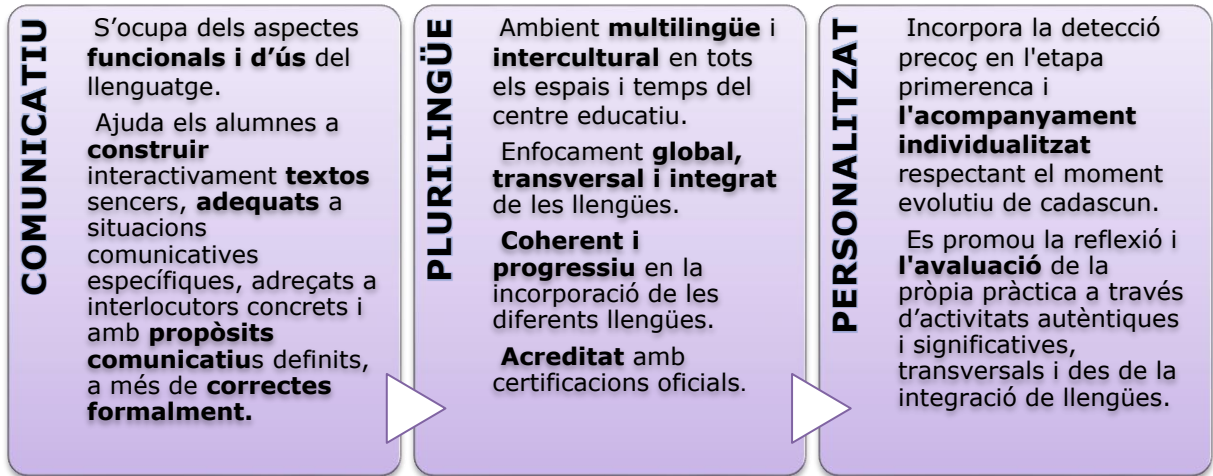 COMUNICATIU
S'ocupa dels aspectes
funcionals i d'ús del
llenguatge.
Ajuda els alumnes a
construir
interactivament textos
sencers, adequats a
situacions
comunicatives
específiques, adreçats a
interlocutors concrets i
amb propòsits
comunicatius definits,
a més de correctes
formalment.
PLURILINGÜE
Ambient multilingüe i
intercultural en tots
els espais i temps del
centre educatiu.
Enfocament global,
transversal i integrat
de les llengües.
Coherent i
progressiu en la
incorporació de les
diferents llengües.
Acreditat amb
certificacions oficials.
PERSONALITZAT
Incorpora la detecció
precoç en l'etapa
primerenca i
l'acompanyament
individualitzat
respectant el moment
evolutiu de cadascun.
Es promou la reflexió i
l'avaluació de la
pròpia pràctica a través
d'activitats autèntiques
i significatives,
transversals i des de la
integració de llengües.